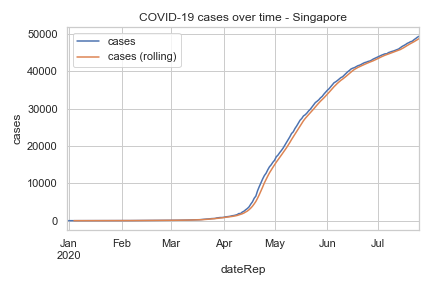 COVID-19 cases over time - Singapore
cases
cases (rolling)
50000
40000
30000
20000
10000
0
cases
Jan Feb Mar Apr May Jun Jul
2020
dateRep